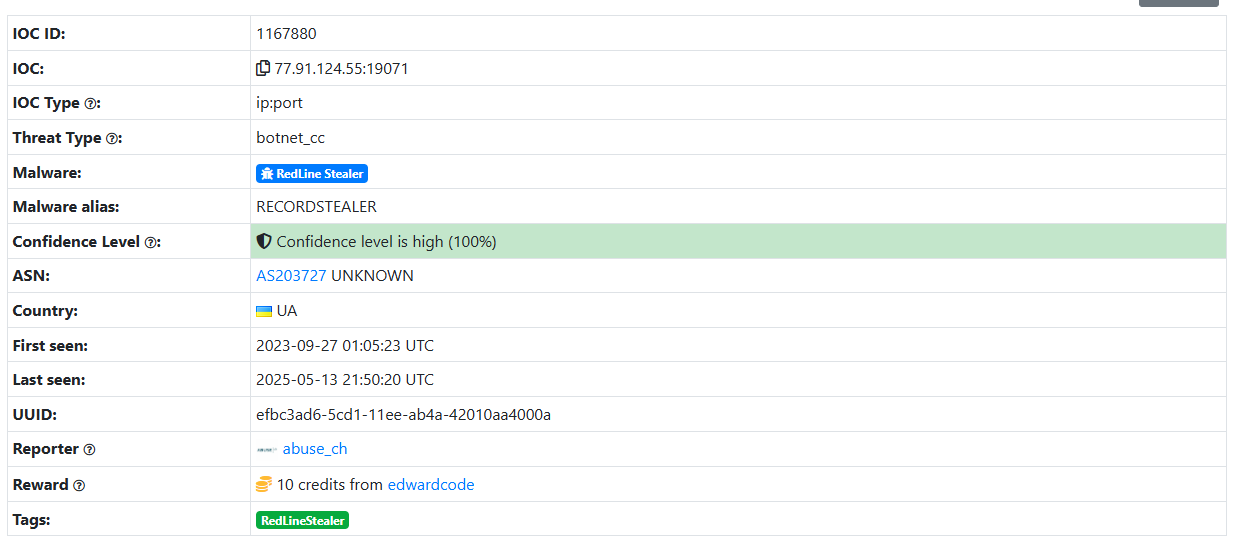 IOC ID: 1167880
IOC: 77.91.124.55:19071
IOC Type ?: ip:port
Threat Type ?: botnet_cc
Malware: RedLine Stealer
Malware alias: RECORDSTEALER
Confidence Level ?: Confidence level is high (100%)
ASN: AS203727 UNKNOWN
Country: UA
First seen: 2023-09-27 01:05:23 UTC
Last seen: 2025-05-13 21:50:20 UTC
UUID: efbc3ad6-5cd1-11ee-ab4a-42010aa4000a
Reporter ? abuse_ch
Reward ? 10 credits from edwardcode
Tags: RedLineStealer